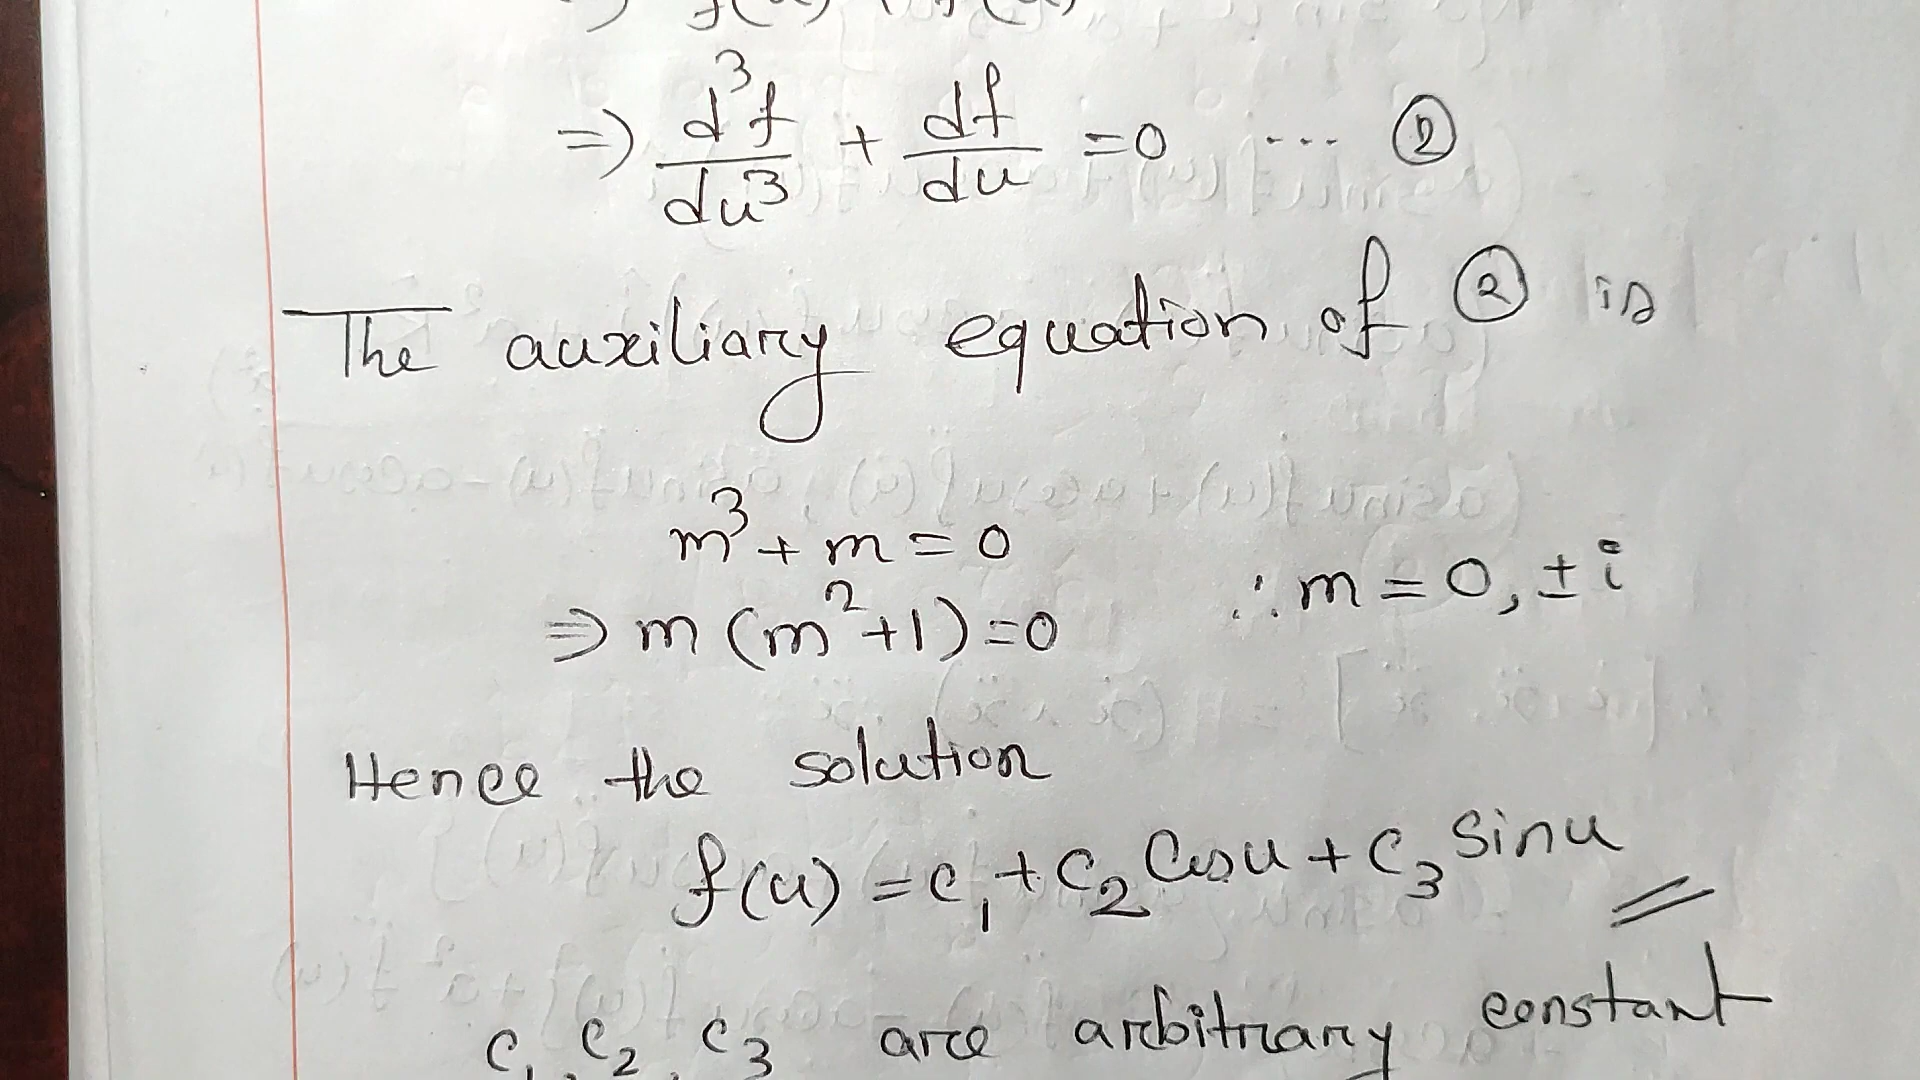 ⇒ d³f/du³ + df/du = 0 ... ②
The auxiliary equation of ② is
m³ + m = 0
⇒ m (m² + 1) = 0 ∴ m = 0, ± i
Hence the solution
f(u) = c₁ + c₂ Cos u + c₃ Sin u
c₁, c₂, c₃ are arbitrary constant